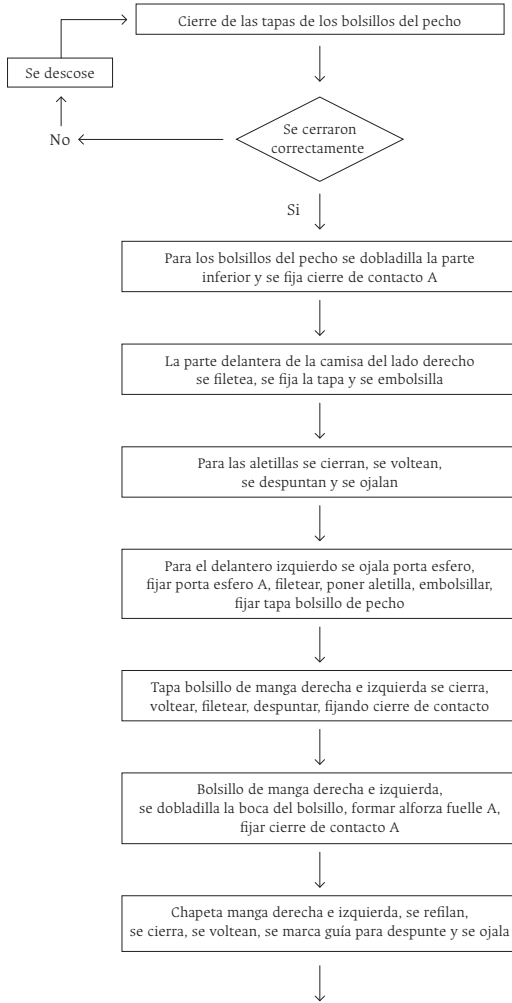 Cierre de las tapas de los bolsillos del pecho
Se descose
Se cerraron
correctamente
No
Si
Para los bolsillos del pecho se dobladilla la parte
inferior y se fija cierre de contacto A
La parte delantera de la camisa del lado derecho
se filetea, se fija la tapa y se embolsilla
Para las aletillas se cierran, se voltean,
se despuntan y se ojalan
Para el delantero izquierdo se ojala porta esfero,
fijar porta esfero A, filetear, poner aletilla, embolsillar,
fijar tapa bolsillo de pecho
Tapa bolsillo de manga derecha e izquierda se cierra,
voltear, filetear, despuntar, fijando cierre de contacto
Bolsillo de manga derecha e izquierda,
se dobladilla la boca del bolsillo, formar alforza fuelle A,
fijar cierre de contacto A
Chapeta manga derecha e izquierda, se refilan,
se cierra, se voltean, se marca guía para despunte y se ojala